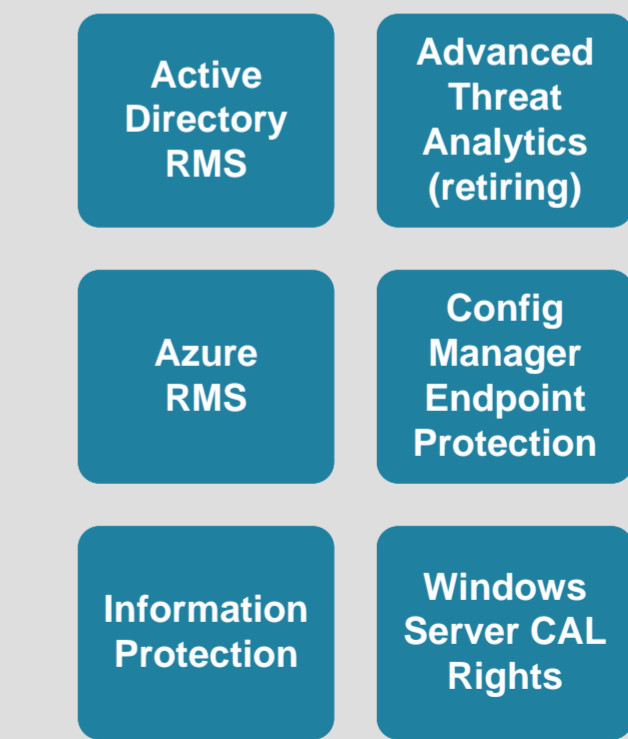 Active
Directory
RMS
Advanced
Threat
Analytics
(retiring)
Azure
RMS
Config
Manager
Endpoint
Protection
Information
Protection
Windows
Server CAL
Rights